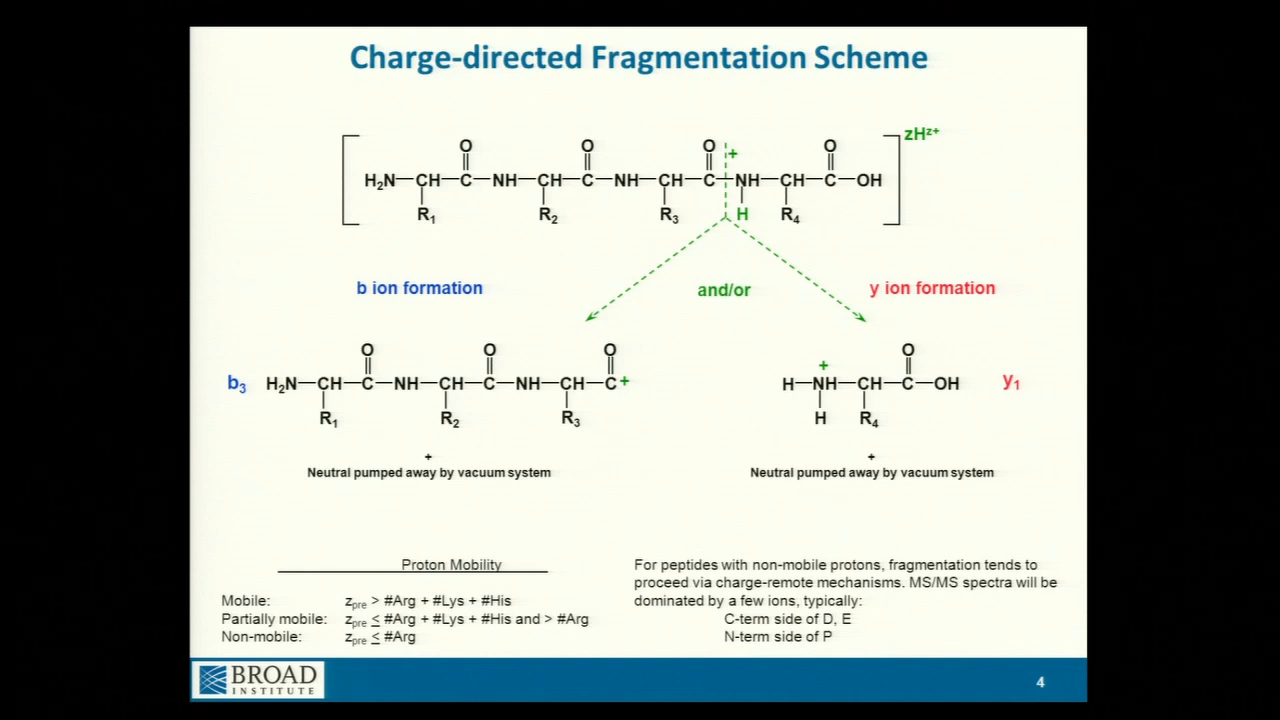 Charge-directed Fragmentation Scheme
zH^z+
O O O + O
H₂N—CH—C—NH—CH—C—NH—CH—C—NH—CH—C—OH
R₁ R₂ R₃ H R₄
b ion formation and/or y ion formation
O O O + O
b₃ H₂N—CH—C—NH—CH—C—NH—CH—C+ H—NH—CH—C—OH y₁
R₁ R₂ R₃ H R₄
+ +
Neutral pumped away by vacuum system Neutral pumped away by vacuum system
Proton Mobility
Mobile: z_pre > #Arg + #Lys + #His
Partially mobile: z_pre ≤ #Arg + #Lys + #His and > #Arg
Non-mobile: z_pre ≤ #Arg
For peptides with non-mobile protons, fragmentation tends to
proceed via charge-remote mechanisms. MS/MS spectra will be
dominated by a few ions, typically:
C-term side of D, E
N-term side of P
BROAD
INSTITUTE
4